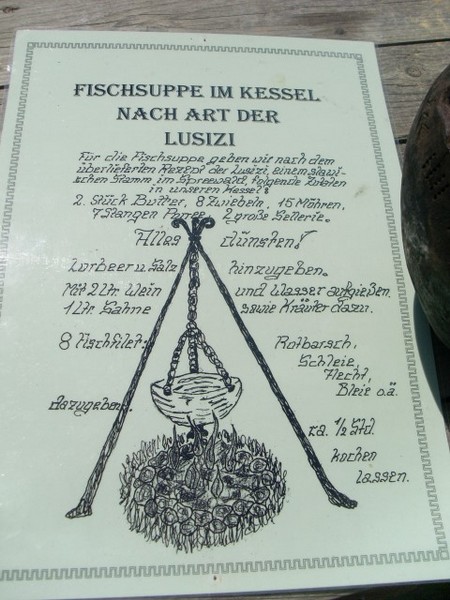 FISCHSUPPE IM KESSEL
NACH ART DER
LUSIZI
Für die Fischsuppe geben wir nach dem
überlieferten Rezept der Lusizi, einem slawi-
schen Stamm im Spreewald, folgende Zutaten
in unseren Kessel:
2 Stück Butter, 8 Zwiebeln, 15 Möhren,
7 Stangen Porree, 2 große Sellerie.
Alles dünsten!
Lorbeer u. Salz hinzugeben.
Mit 2 Ltr. Wein und Wasser aufgießen
1 Ltr. Sahne sowie Kräuter dazu.
8 Fischfilet: Rotbarsch,
Schleie,
Hecht,
Bleie o.ä.
dazugeben.
ca. 1/2 Std.
kochen
lassen.